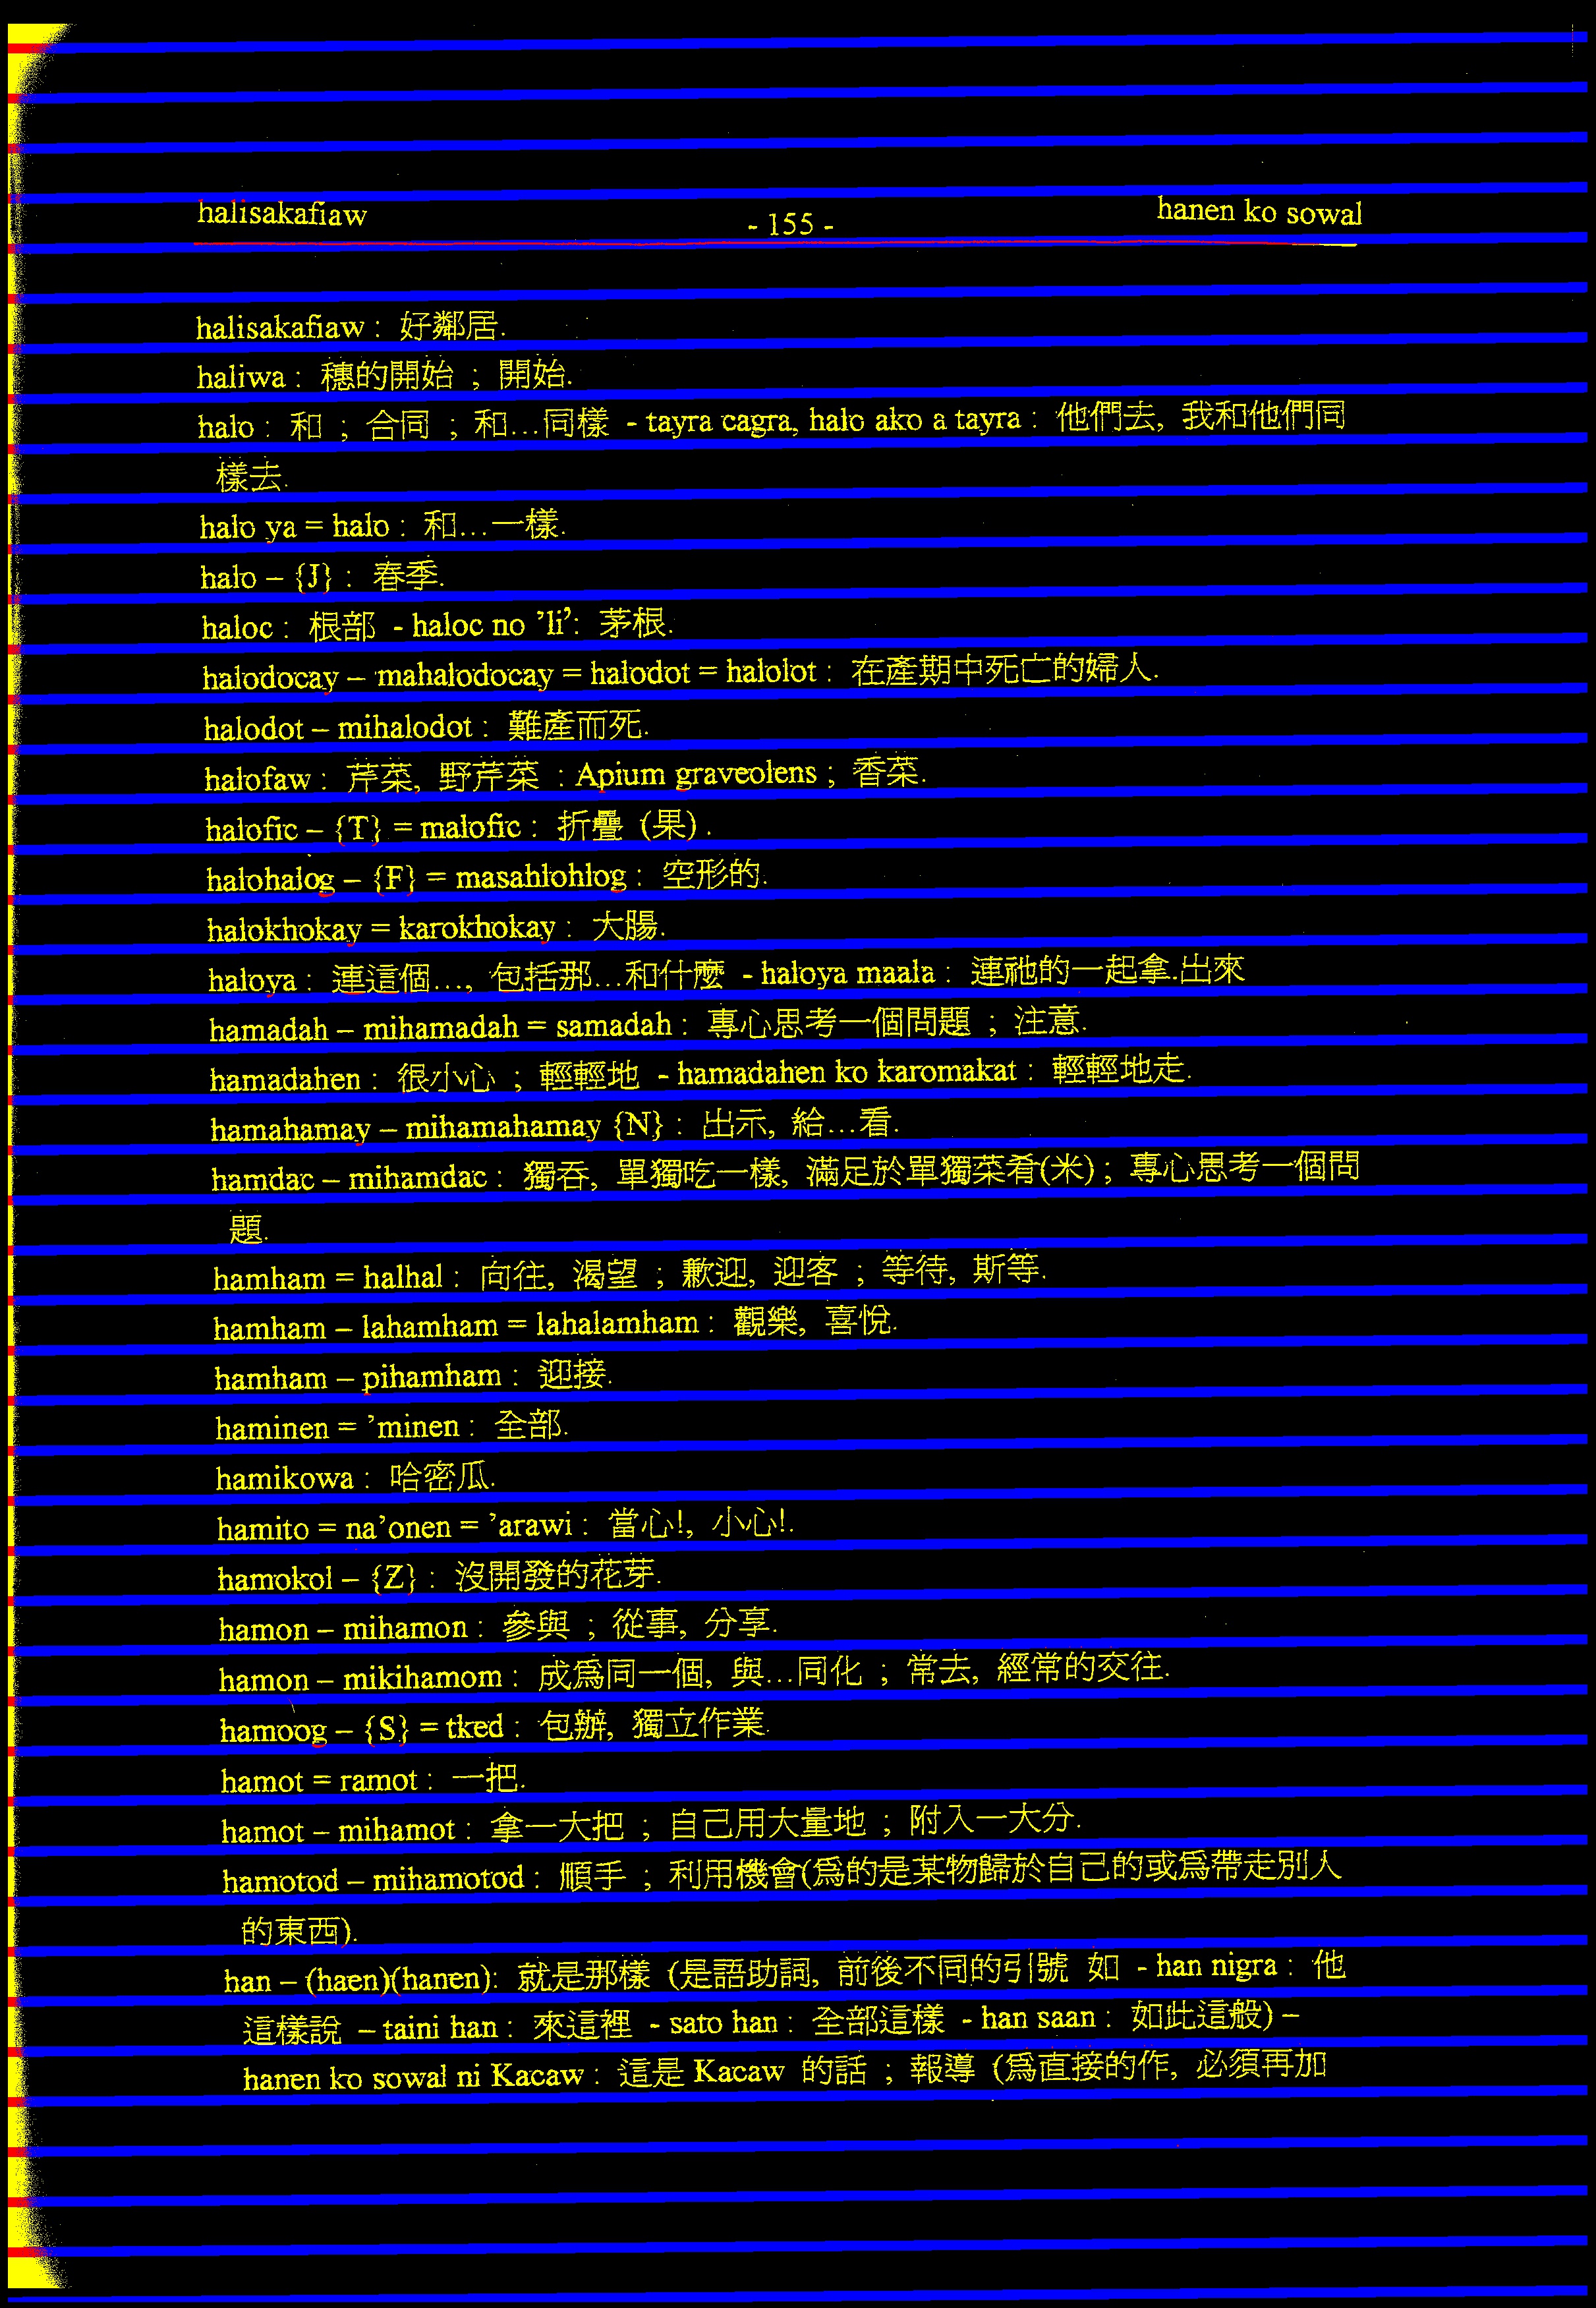 halisakafiaw - 155 - hanen ko sowal
halisakafiaw : 好鄰居.
haliwa : 穗的開始 ; 開始.
halo : 和 ; 合同 ; 和…同樣 - tayra cagra, halo ako a tayra : 他們去, 我和他們同
樣去.
halo ya = halo : 和…一樣.
halo – {J} : 春季.
haloc : 根部 - haloc no ’li’: 茅根.
halodocay – mahalodocay = halodot = halolot : 在產期中死亡的婦人.
halodot – mihalodot : 難產而死.
halofaw : 芹菜, 野芹菜 : Apium graveolens ; 香菜.
halofic – {T} = malofic : 折疊 (果) .
halohalog – {F} = masahlohlog : 空形的.
halokhokay = karokhokay : 大腸.
haloya : 連這個…, 包括那…和什麼 - haloya maala : 連祂的一起拿.出來
hamadah – mihamadah = samadah : 專心思考一個問題 ; 注意.
hamadahen : 很小心 ; 輕輕地 - hamadahen ko karomakat : 輕輕地走.
hamahamay – mihamahamay {N} : 出示, 給…看.
hamdac – mihamdac : 獨吞, 單獨吃一樣, 滿足於單獨菜肴(米) ; 專心思考一個問
題.
hamham = halhal : 向往, 渴望 ; 歉迎, 迎客 ; 等待, 斯等.
hamham – lahamham = lahalamham : 觀樂, 喜悅.
hamham – pihamham : 迎接.
haminen = ’minen : 全部.
hamikowa : 哈密瓜.
hamito = na’onen = ’arawi : 當心!, 小心!.
hamokol – {Z} : 沒開發的花芽.
hamon – mihamon : 參與 ; 從事, 分享.
hamon – mikihamom : 成爲同一個, 與…同化 ; 常去, 經常的交往.
hamoog – {S} = tked : 包辦, 獨立作業.
hamot = ramot : 一把.
hamot – mihamot : 拿一大把 ; 自己用大量地 ; 附入一大分.
hamotod – mihamotod : 順手 ; 利用機會(爲的是某物歸於自己的或爲帶走別人
的東西).
han – (haen)(hanen): 就是那樣 (是語助詞, 前後不同的引號 如 - han nigra : 他
這樣說 – taini han : 來這裡 - sato han : 全部這樣 - han saan : 如此這般) –
hanen ko sowal ni Kacaw : 這是 Kacaw 的話 ; 報導 (爲直接的作, 必須再加